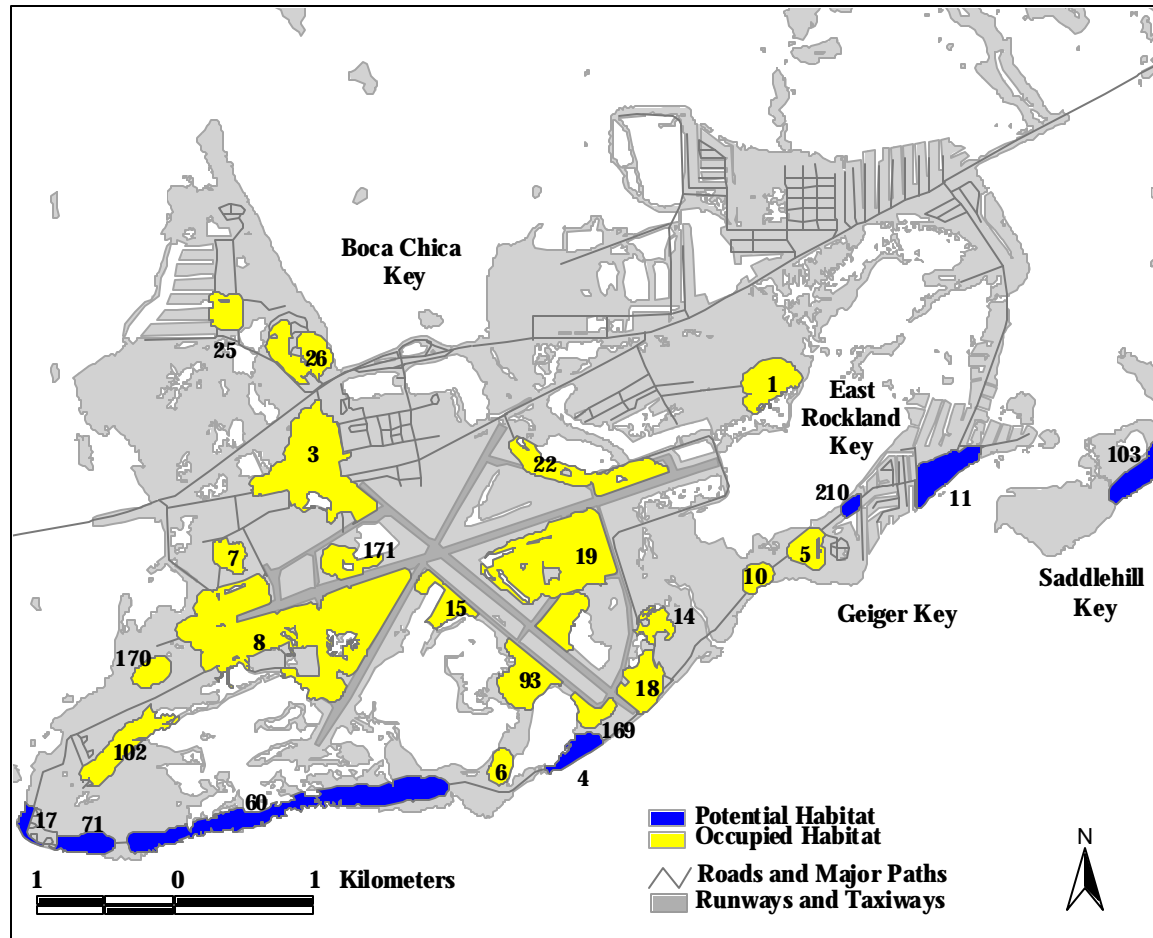 Boca Chica
Key
25
26
1
East
Rockland
Key
3
22
103
210
11
7
171
19
5
10
Saddlehill
Key
15
14
Geiger Key
8
170
93
18
169
102
6
4
60
17
71
Potential Habitat
Occupied Habitat
Roads and Major Paths
Runways and Taxiways
N
1 0 1 Kilometers